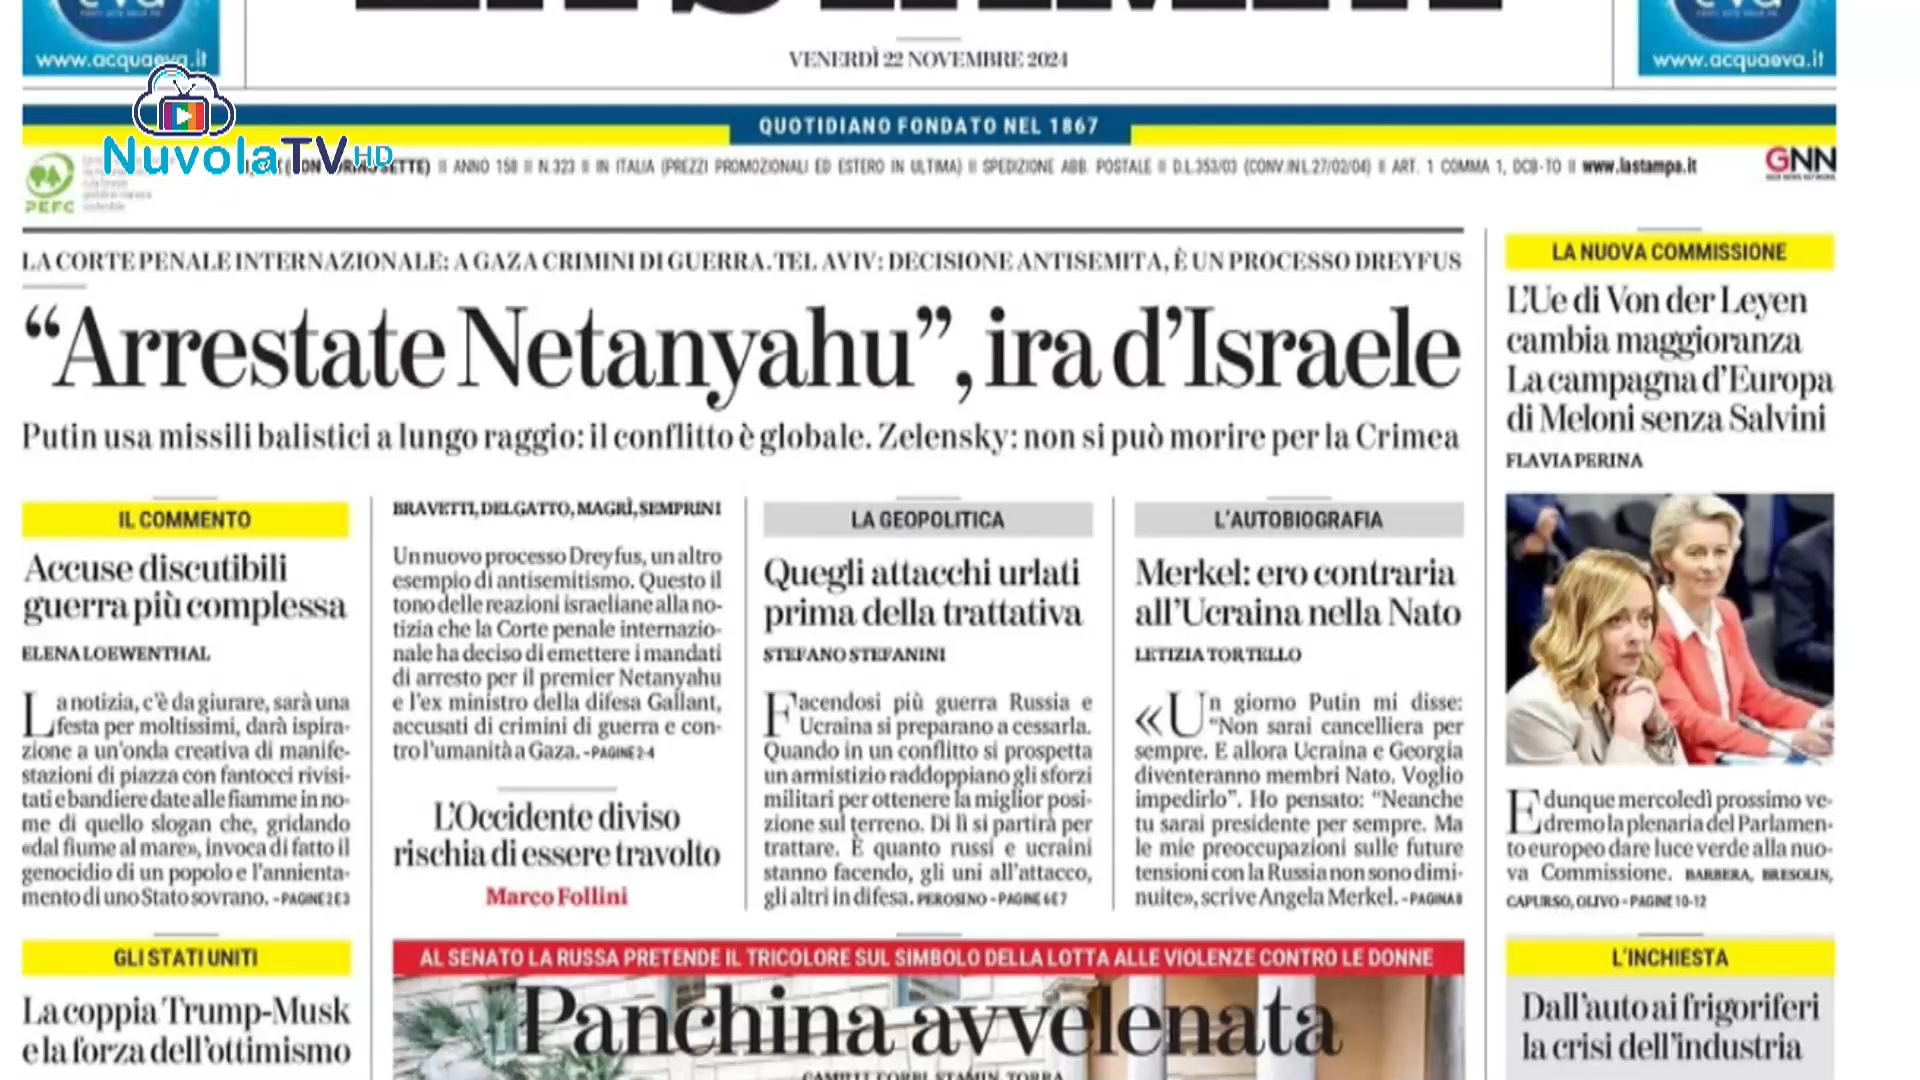 LA STAMPA
www.acquaeva.it
VENERDÌ 22 NOVEMBRE 2024
www.acquaeva.it
NuvolaTV HD
QUOTIDIANO FONDATO NEL 1867
PEFC
II ANNO 158 II N.323 II IN ITALIA (PREZZI PROMOZIONALI ED ESTERO IN ULTIMA) II SPEDIZIONE ABB. POSTALE II D.L.353/03 (CONV.IN L.27/02/04) II ART. 1 COMMA 1, DCB-TO II www.lastampa.it
GNN
LA CORTE PENALE INTERNAZIONALE: A GAZA CRIMINI DI GUERRA. TEL AVIV: DECISIONE ANTISEMITA, È UN PROCESSO DREYFUS
“Arrestate Netanyahu”, ira d’Israele
Putin usa missili balistici a lungo raggio: il conflitto è globale. Zelensky: non si può morire per la Crimea
IL COMMENTO
Accuse discutibili
guerra più complessa
ELENA LOEWENTHAL
La notizia, c’è da giurare, sarà una
festa per moltissimi, darà ispira-
zione a un’onda creativa di manife-
stazioni di piazza con fantocci rivisi-
tati e bandiere date alle fiamme in no-
me di quello slogan che, gridando
«dal fiume al mare», invoca di fatto il
genocidio di un popolo e l’annienta-
mento di uno Stato sovrano. - PAGINE 2 E 3
GLI STATI UNITI
La coppia Trump-Musk
e la forza dell’ottimismo
BRAVETTI, DEL GATTO, MAGRÌ, SEMPRINI
Un nuovo processo Dreyfus, un altro
esempio di antisemitismo. Questo il
tono delle reazioni israeliane alla no-
tizia che la Corte penale internazio-
nale ha deciso di emettere i mandati
di arresto per il premier Netanyahu
e l’ex ministro della difesa Gallant,
accusati di crimini di guerra e con-
tro l’umanità a Gaza. - PAGINE 2-4
L’Occidente diviso
rischia di essere travolto
Marco Follini
LA GEOPOLITICA
Quegli attacchi urlati
prima della trattativa
STEFANO STEFANINI
Facendosi più guerra Russia e
Ucraina si preparano a cessarla.
Quando in un conflitto si prospetta
un armistizio raddoppiano gli sforzi
militari per ottenere la miglior posi-
zione sul terreno. Di lì si partirà per
trattare. È quanto russi e ucraini
stanno facendo, gli uni all’attacco,
gli altri in difesa. PEROSINO - PAGINE 6 E 7
L’AUTOBIOGRAFIA
Merkel: ero contraria
all’Ucraina nella Nato
LETIZIA TORTELLO
«Un giorno Putin mi disse:
“Non sarai cancelliera per
sempre. E allora Ucraina e Georgia
diventeranno membri Nato. Voglio
impedirlo”. Ho pensato: “Neanche
tu sarai presidente per sempre. Ma
le mie preoccupazioni sulle future
tensioni con la Russia non sono dimi-
nuite», scrive Angela Merkel. - PAGINA 8
AL SENATO LA RUSSA PRETENDE IL TRICOLORE SUL SIMBOLO DELLA LOTTA ALLE VIOLENZE CONTRO LE DONNE
Panchina avvelenata
LA NUOVA COMMISSIONE
L’Ue di Von der Leyen
cambia maggioranza
La campagna d’Europa
di Meloni senza Salvini
FLAVIA PERINA
E dunque mercoledì prossimo ve-
dremo la plenaria del Parlamen-
to europeo dare luce verde alla nuo-
va Commissione. BARBERA, BRESOLIN,
CAPURSO, OLIVO - PAGINE 10-12
L’INCHIESTA
Dall’auto ai frigoriferi
la crisi dell’industria